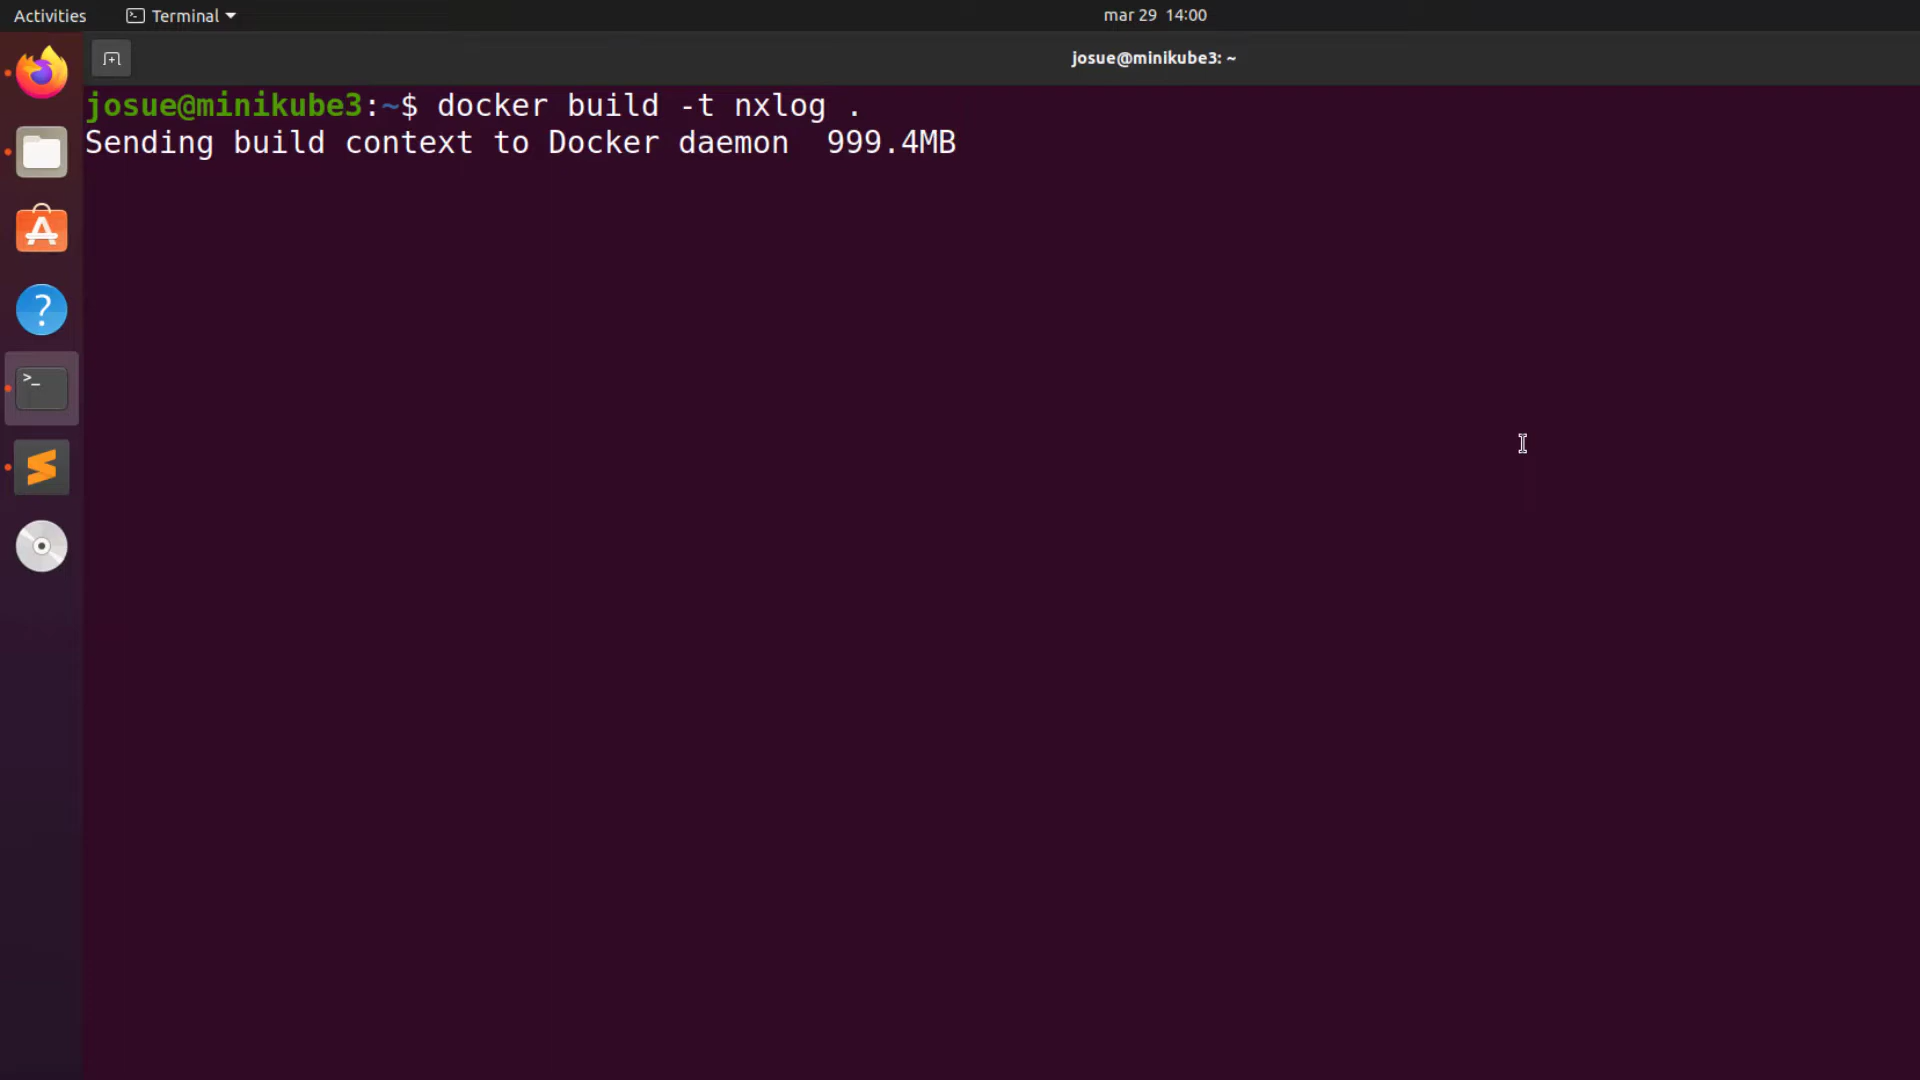 Activities Terminal mar 29 14:00
josue@minikube3: ~
josue@minikube3:~$ docker build -t nxlog .
Sending build context to Docker daemon  999.4MB